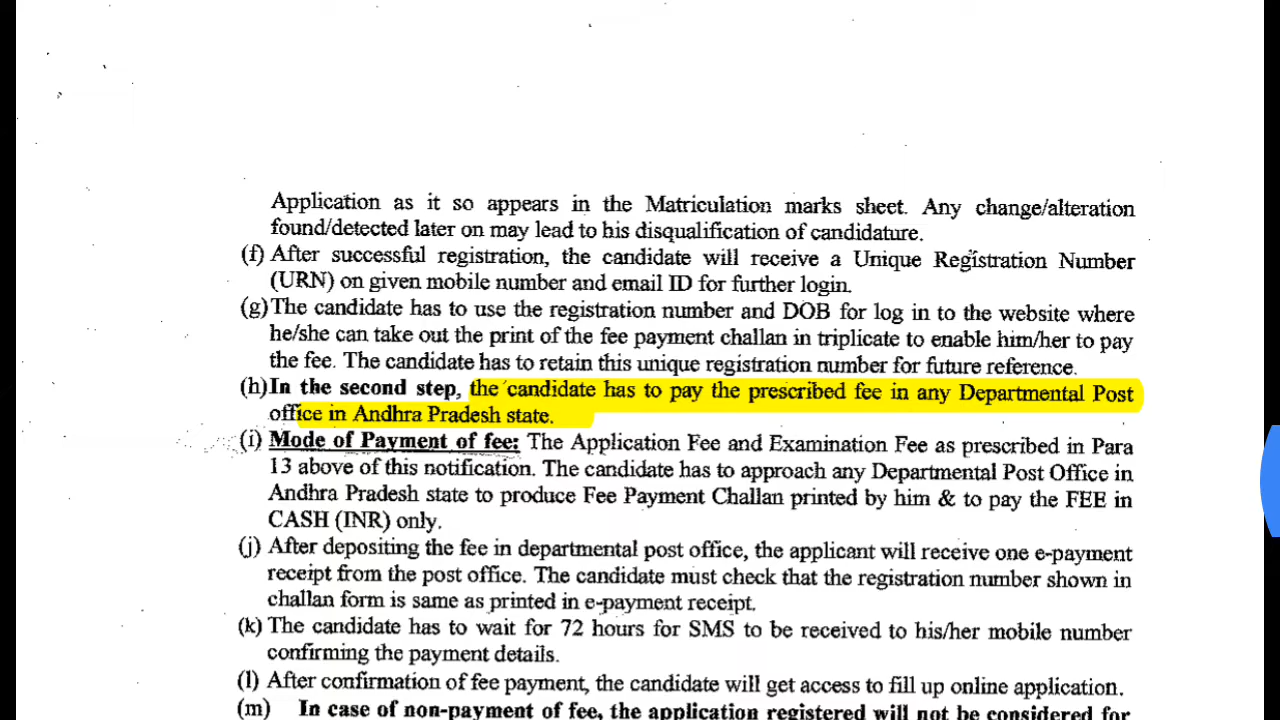 Application as it so appears in the Matriculation marks sheet. Any change/alteration
found/detected later on may lead to his disqualification of candidature.
(f) After successful registration, the candidate will receive a Unique Registration Number
(URN) on given mobile number and email ID for further login.
(g) The candidate has to use the registration number and DOB for log in to the website where
he/she can take out the print of the fee payment challan in triplicate to enable him/her to pay
the fee. The candidate has to retain this unique registration number for future reference.
(h) In the second step, the candidate has to pay the prescribed fee in any Departmental Post
office in Andhra Pradesh state.
(i) Mode of Payment of fee: The Application Fee and Examination Fee as prescribed in Para
13 above of this notification. The candidate has to approach any Departmental Post Office in
Andhra Pradesh state to produce Fee Payment Challan printed by him & to pay the FEE in
CASH (INR) only.
(j) After depositing the fee in departmental post office, the applicant will receive one e-payment
receipt from the post office. The candidate must check that the registration number shown in
challan form is same as printed in e-payment receipt.
(k) The candidate has to wait for 72 hours for SMS to be received to his/her mobile number
confirming the payment details.
(l) After confirmation of fee payment, the candidate will get access to fill up online application.
(m) In case of non-payment of fee, the application registered will not be considered for